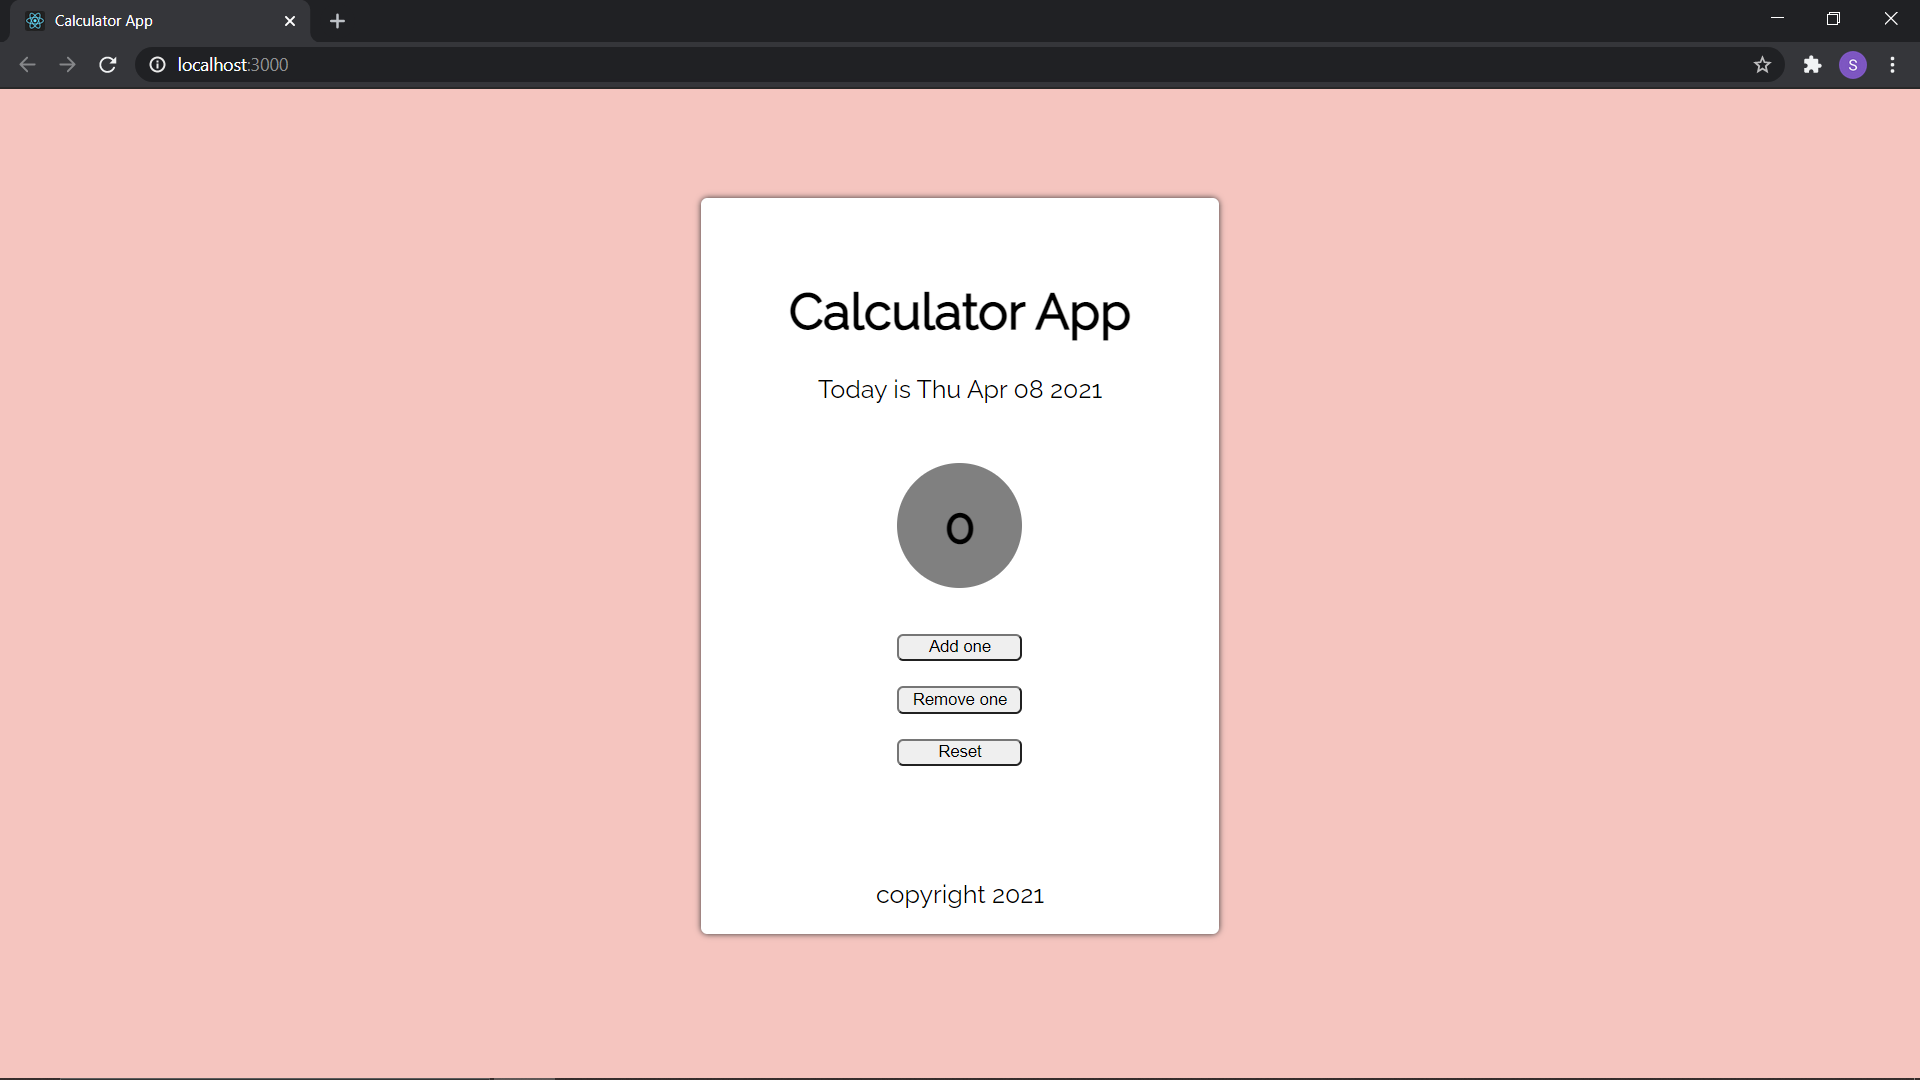 Calculator App
localhost:3000
S
Calculator App
Today is Thu Apr 08 2021
0
Add one
Remove one
Reset
copyright 2021